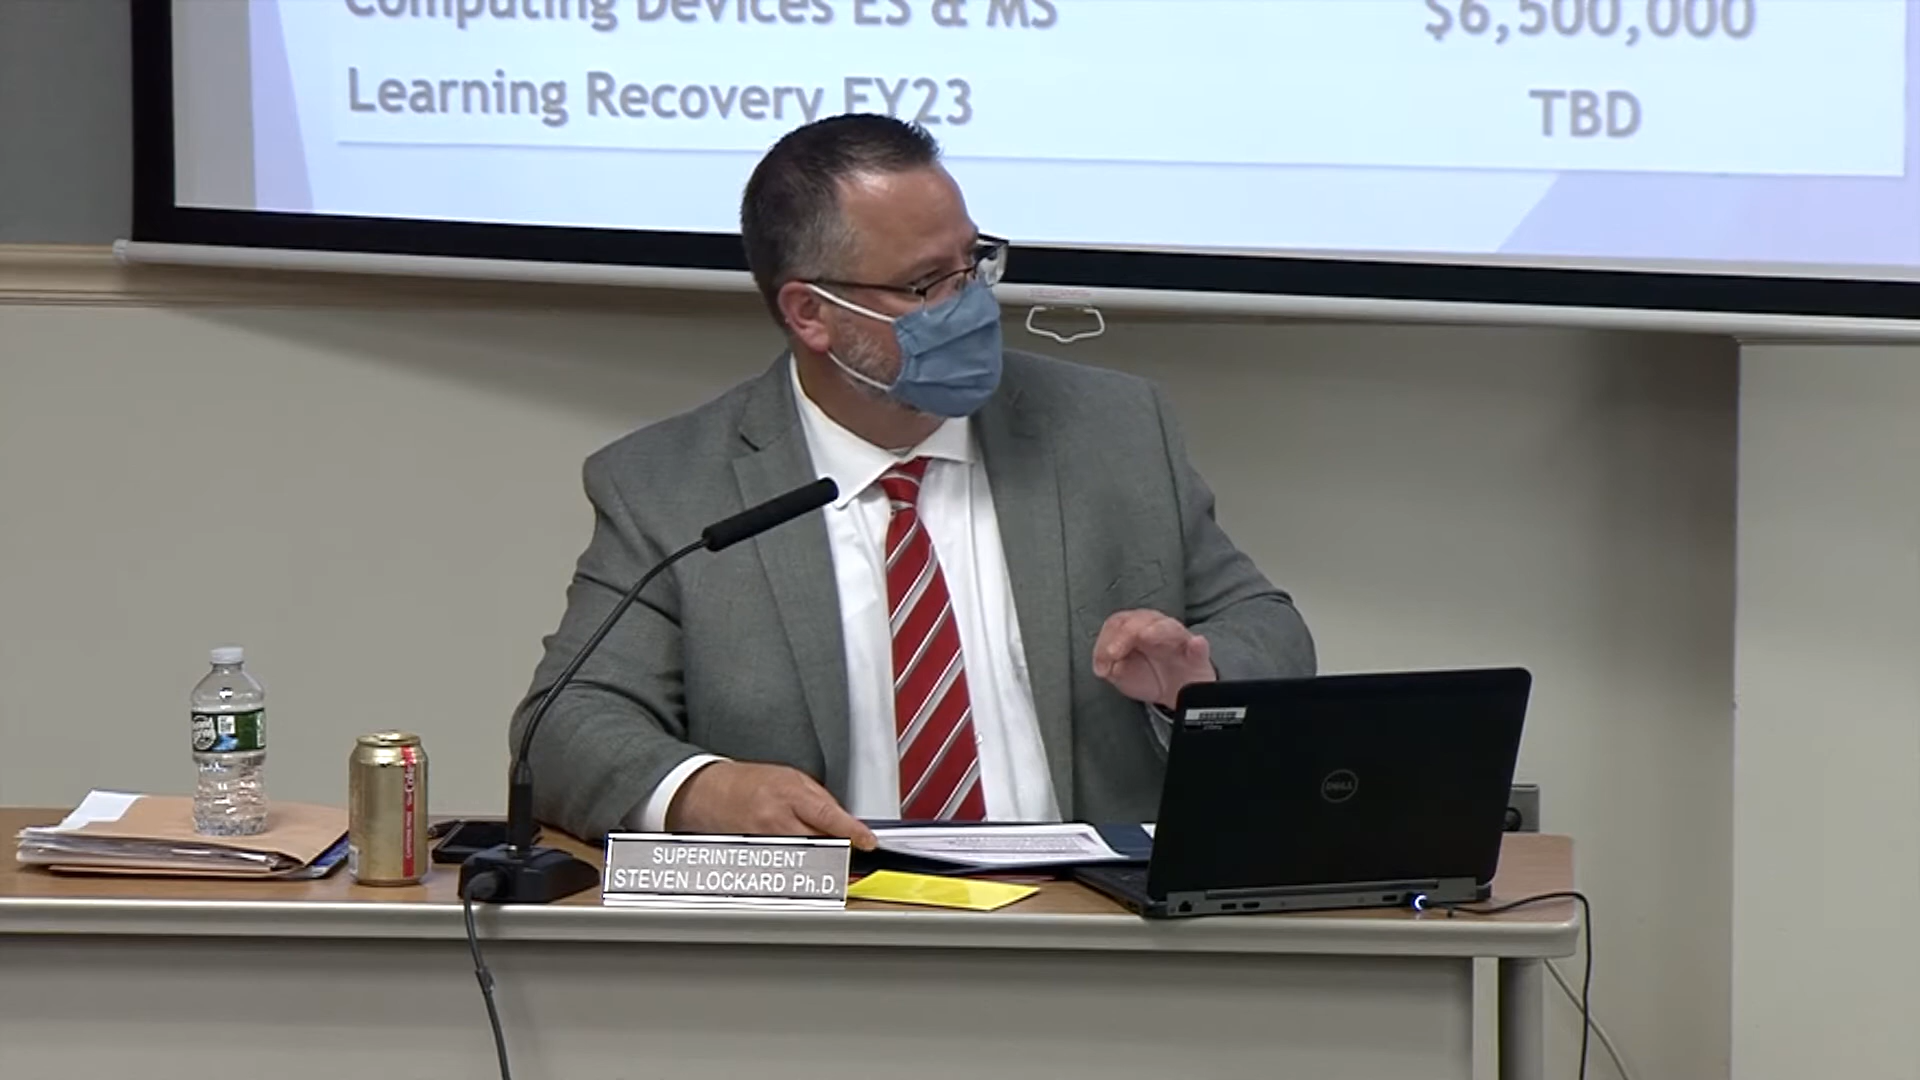 Computing Devices ES & MS $6,500,000
Learning Recovery FY23 TBD
SUPERINTENDENT
STEVEN LOCKARD Ph.D.
DELL